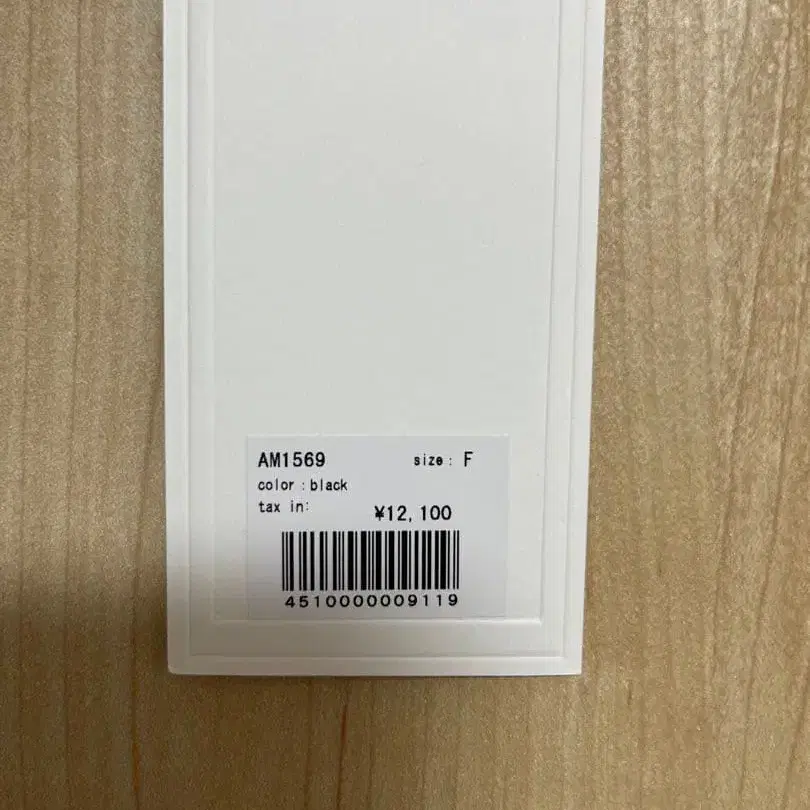 AM1569 size: F
color:black
tax in: ¥12,100
4510000009119